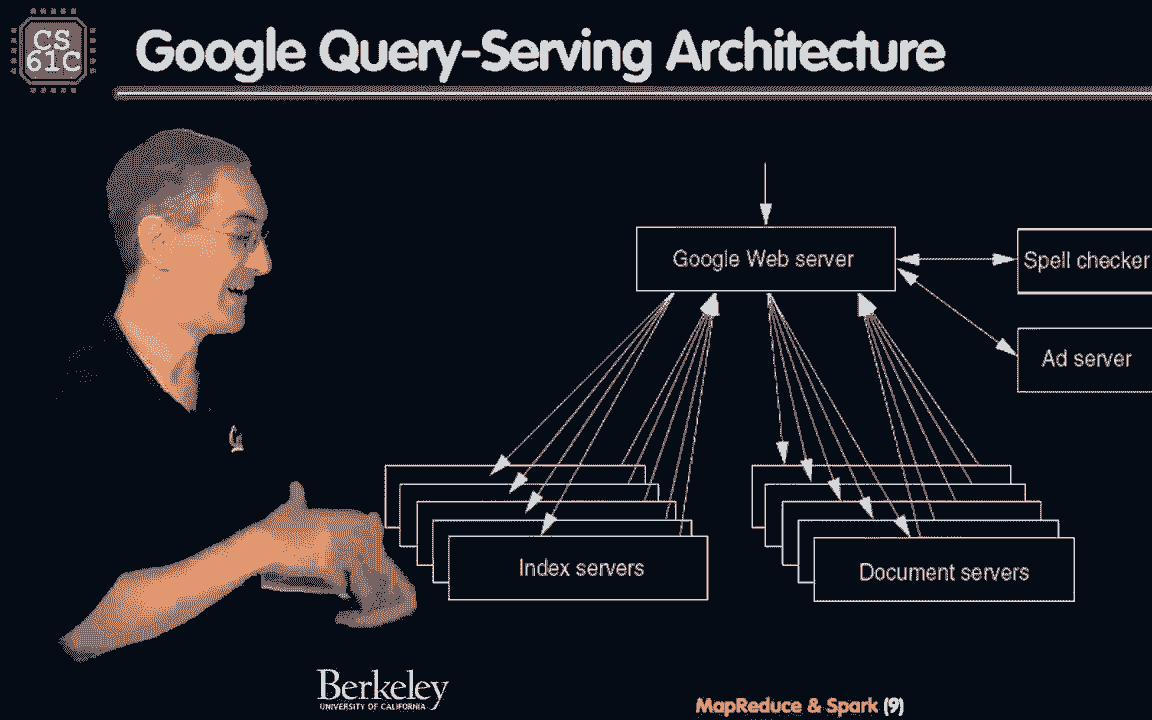 CS
61C
Google Query-Serving Architecture
Google Web server
Spell checker
Ad server
Index servers
Document servers
Berkeley
UNIVERSITY OF CALIFORNIA
MapReduce & Spark (9)